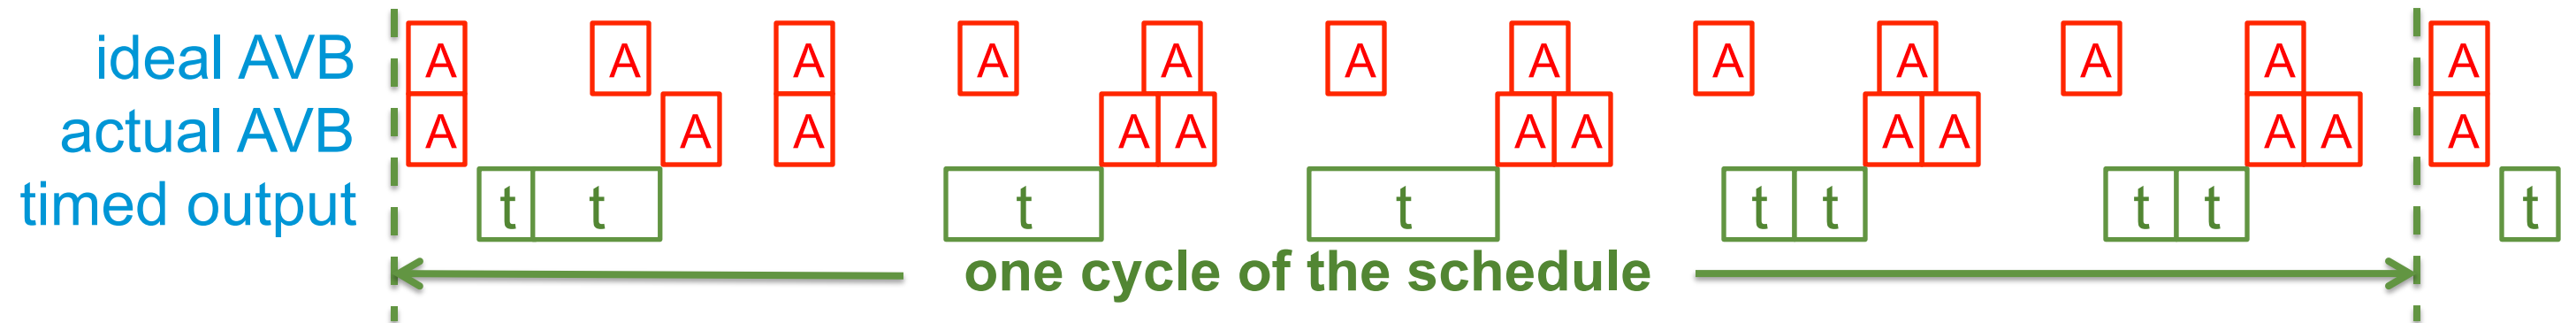 ideal AVB A A A A A A A A A A A A
actual AVB A A A A A A A A A A A A
timed output t t t t t t t t t
one cycle of the schedule